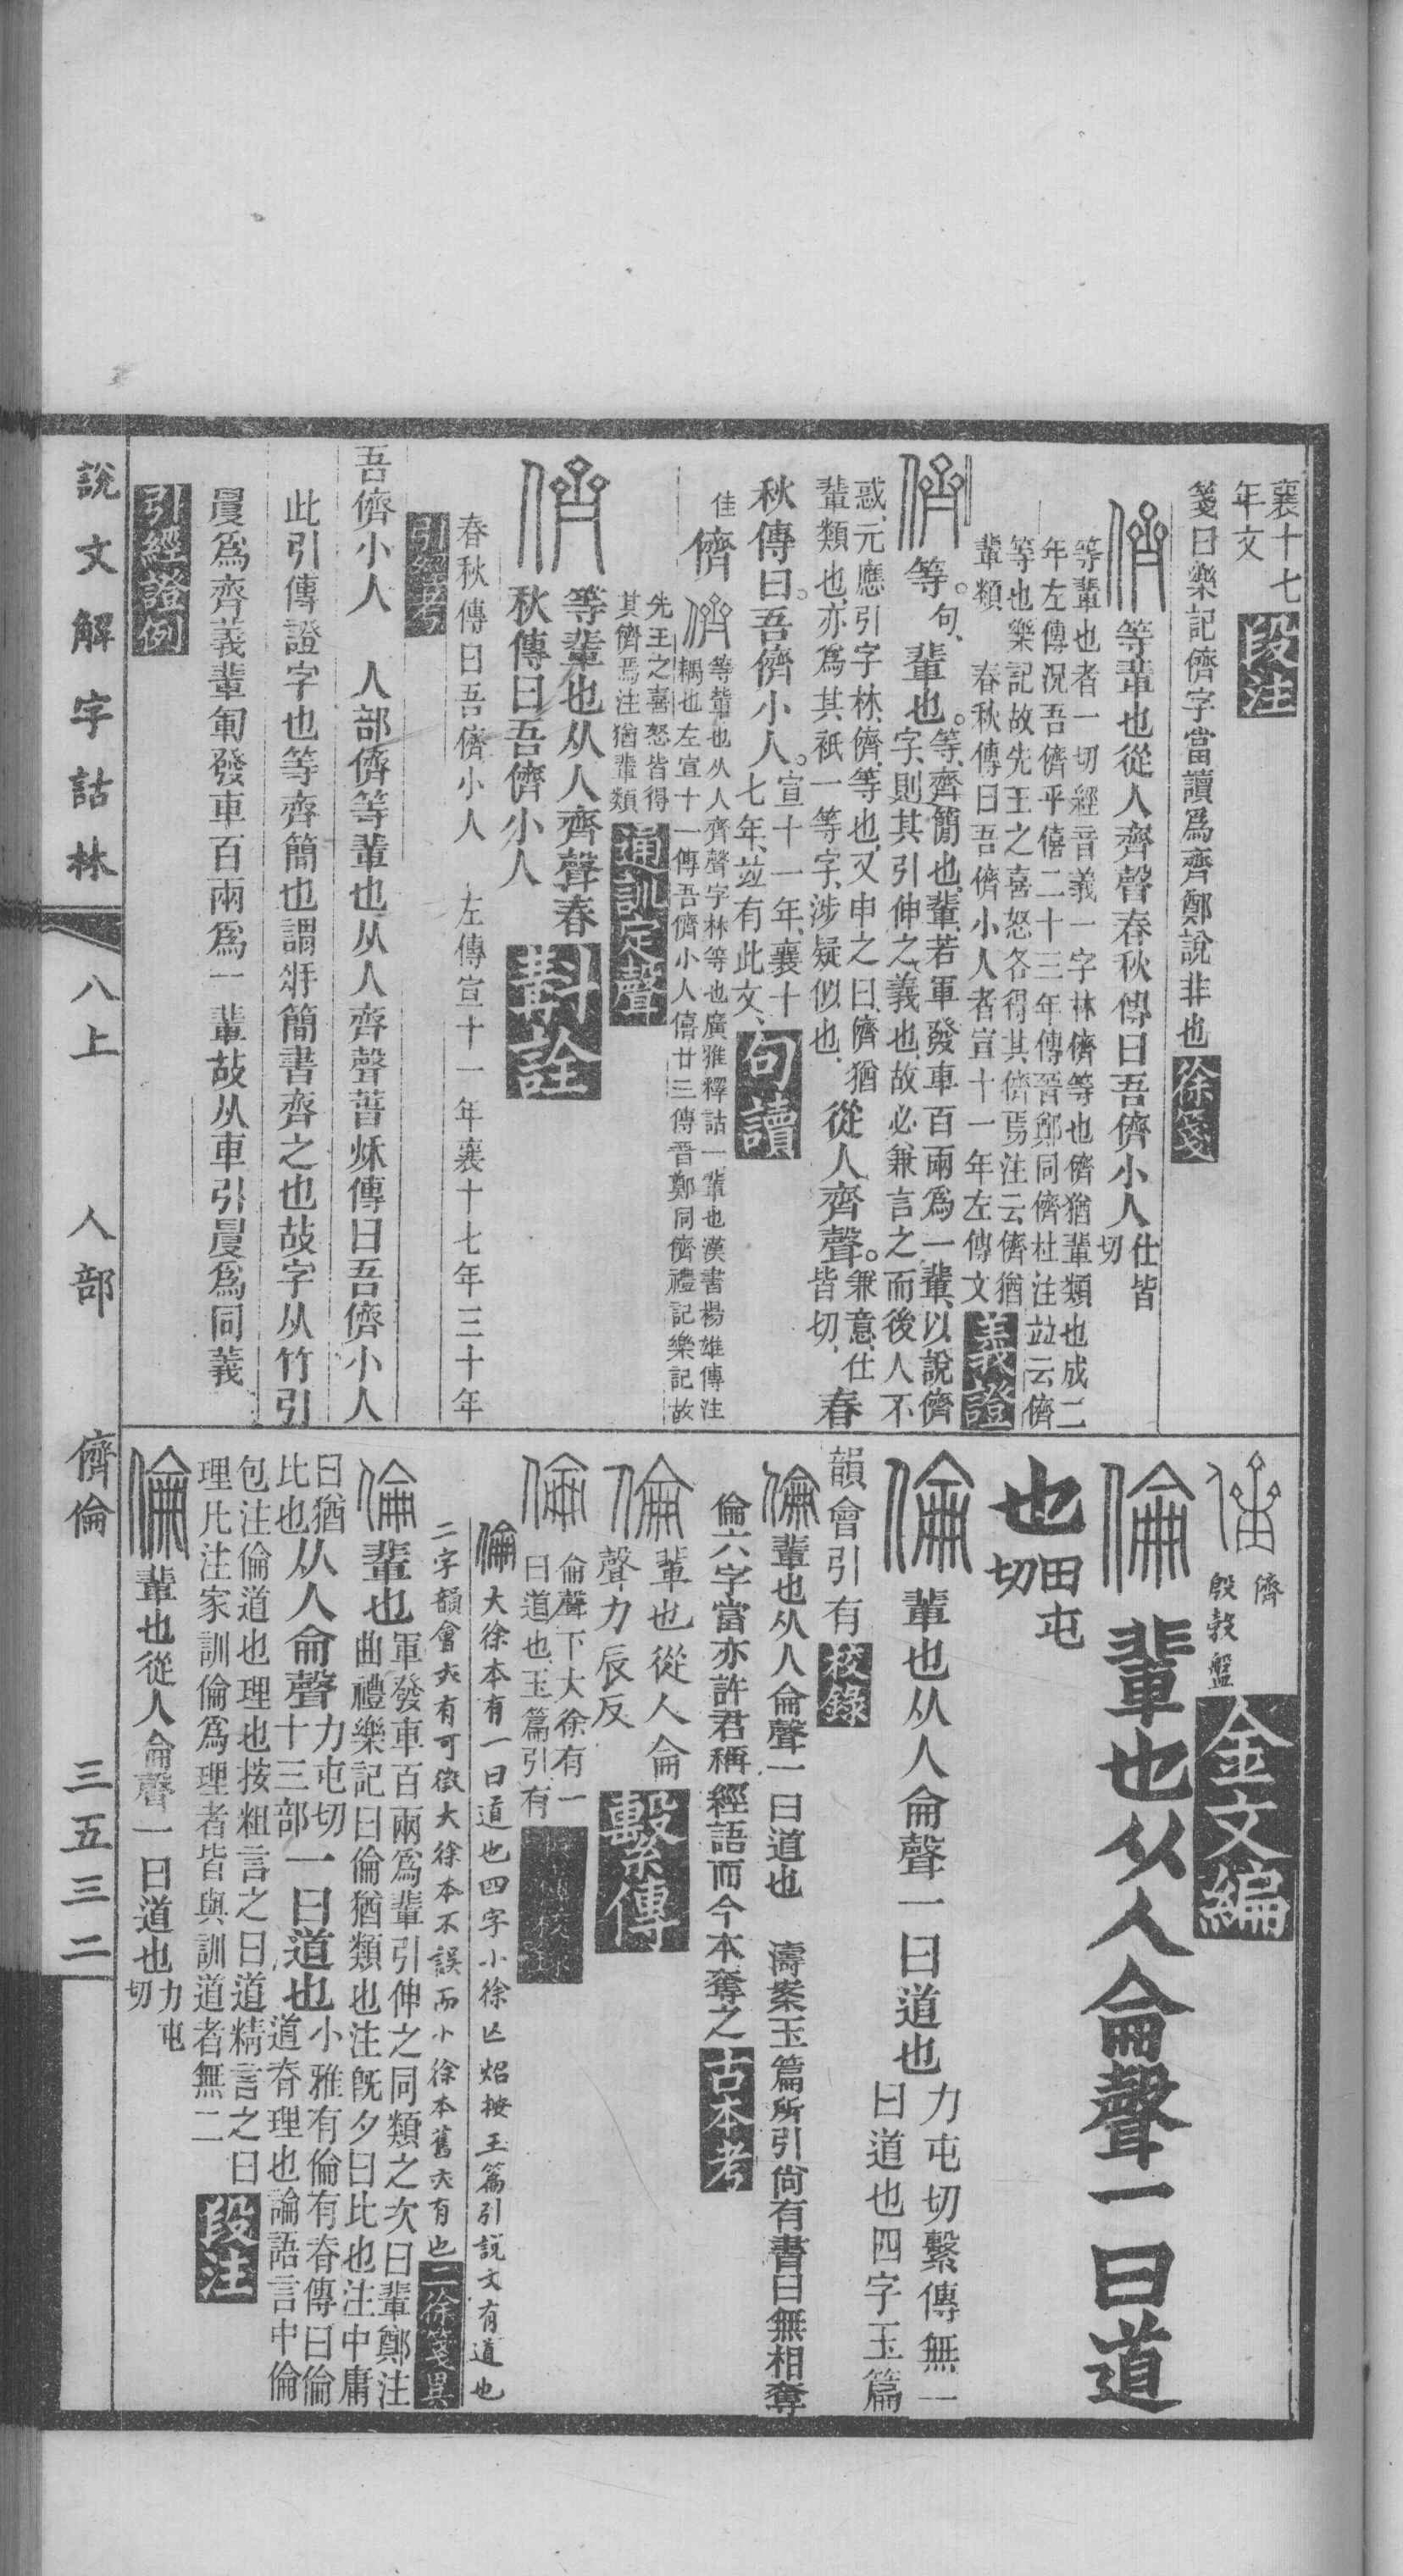 襄十七
年文
段注
箋曰樂記儕字當讀爲齊鄭說非也
徐箋
儕等輩也從人齊聲春秋傳曰吾儕小人
仕皆
切
等輩也者一切經音義一字林儕等也儕猶輩類也成二
年左傳况吾儕乎僖二十三年傳晉鄭同儕杜注竝云儕
等也樂記故先王之喜怒各得其儕焉注云儕猶
輩類 春秋傳曰吾儕小人者宣十一年左傳文
義證
儕等。句、輩也。
等、齊簡也、輩、若軍發車百兩爲一輩、以說儕
字、則其引伸之義也、故必兼言之而後人不
惑、元應引字林、儕、等也、又申之曰、儕猶
輩類也、亦爲其衹一等字、涉疑似也、
從人齊聲。
兼意、仕
皆切、
春
秋傳曰。吾儕小人。
宣十一年、襄十
七年、竝有此文、
句讀
佳
儕
儕
等輩也从人齊聲字林等也廣雅釋詁一輩也漢書楊雄傳注
耦也左宣十一傳吾儕小人僖廿三傳晉鄭同儕禮記樂記故
先王之喜怒皆得
其儕焉注猶輩類
通訓定聲
儕等輩也从人齊聲春
秋傳曰吾儕小人
斠詮
春秋傳曰吾儕小人 左傳宣十一年襄十七年三十年
引經考
吾儕小人 人部儕等輩也从人齊聲春秋傳曰吾儕小人
此引傳證字也等齊簡也謂㢧簡書齊之也故字从竹引
㬅爲齊義輩軍發車百兩爲一輩故从車引㬅爲同義
引經證例
儕
殷㝅盤
金文編
倫輩也从人侖聲一曰道
也
田屯
切
倫輩也从人侖聲一曰道也
力屯切繫傳無一
曰道也四字玉篇
韻會引有
校錄
倫輩也从人侖聲一曰道也 濤案玉篇所引尙有書曰無相奪
倫六字當亦許君稱經語而今本奪之
古本考
倫輩也從人侖
聲力辰反
繫傳
倫
侖聲下大徐有一
曰道也玉篇引有
倫大徐本有一曰道也四字小徐亾炤按玉篇引說文有道也
二字韻會亦有可徵大徐本不誤而小徐本舊亦有也
二徐箋異
倫輩也
軍發車百兩爲輩引伸之同類之次曰輩鄭注
曲禮樂記曰倫猶類也注旣夕曰比也注中庸
曰猶
比也
从人侖聲
力屯切
十三部
一曰道也
小雅有倫有脊傳曰倫
道脊理也論語言中倫
包注倫道也理也按粗言之曰道精言之曰
理凡注家訓倫爲理者皆與訓道者無二
段注
倫輩也從人侖聲一曰道也
力屯
切
說文解字詁林
八上 人部 儕倫
三五三二